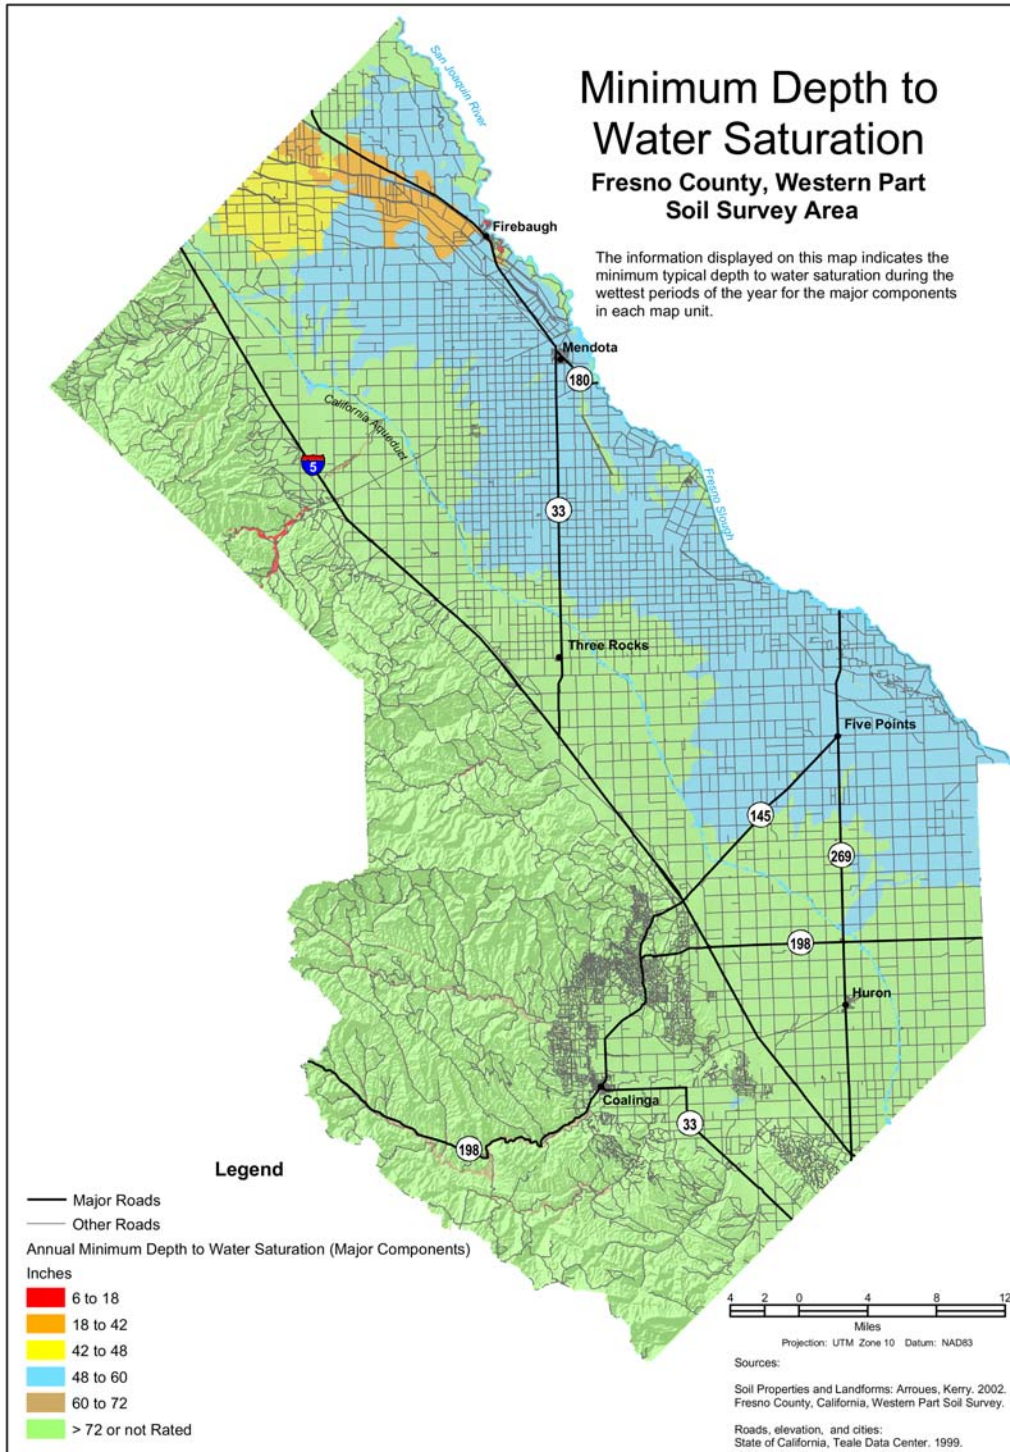 Minimum Depth to
Water Saturation
Fresno County, Western Part
Soil Survey Area
The information displayed on this map indicates the
minimum typical depth to water saturation during the
wettest periods of the year for the major components
in each map unit.
San Joaquin River
Firebaugh
Mendota
180
California Aqueduct
5
33
Fresno Slough
Three Rocks
Five Points
145
269
198
Huron
Coalinga
33
198
Legend
Major Roads
Other Roads
Annual Minimum Depth to Water Saturation (Major Components)
Inches
6 to 18
18 to 42
42 to 48
48 to 60
60 to 72
> 72 or not Rated
4 2 0 4 8 12
Miles
Projection: UTM Zone 10 Datum: NAD83
Sources:
Soil Properties and Landforms: Arroues, Kerry. 2002.
Fresno County, California, Western Part Soil Survey.
Roads, elevation, and cities:
State of California, Teale Data Center. 1999.